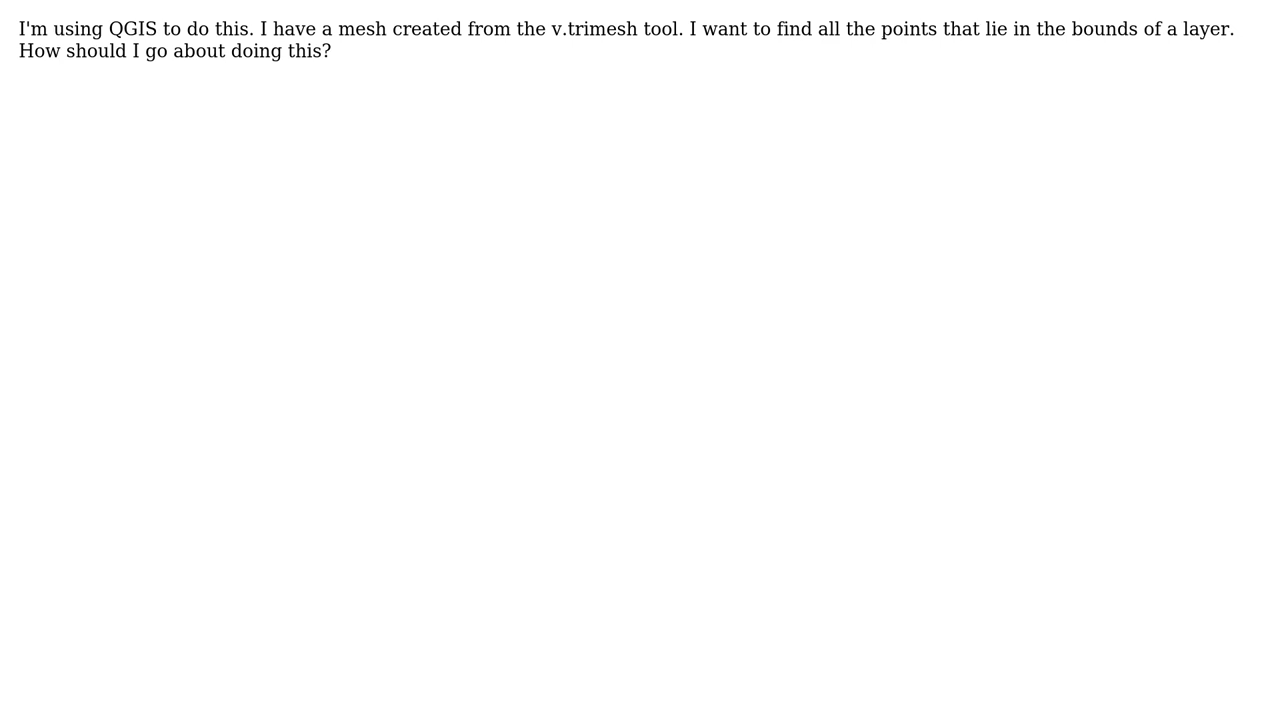 I'm using QGIS to do this. I have a mesh created from the v.trimesh tool. I want to find all the points that lie in the bounds of a layer.
How should I go about doing this?